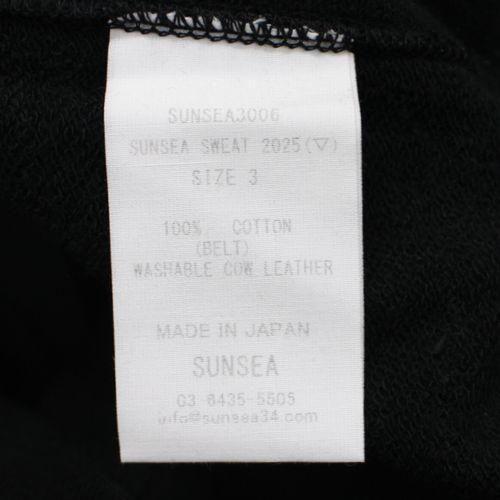 SUNSEA3006
SUNSEA SWEAT 2025(▽)
SIZE 3
100% COTTON
(BELT)
WASHABLE COW LEATHER
MADE IN JAPAN
SUNSEA
03 6435-5505
info@sunsea34.com